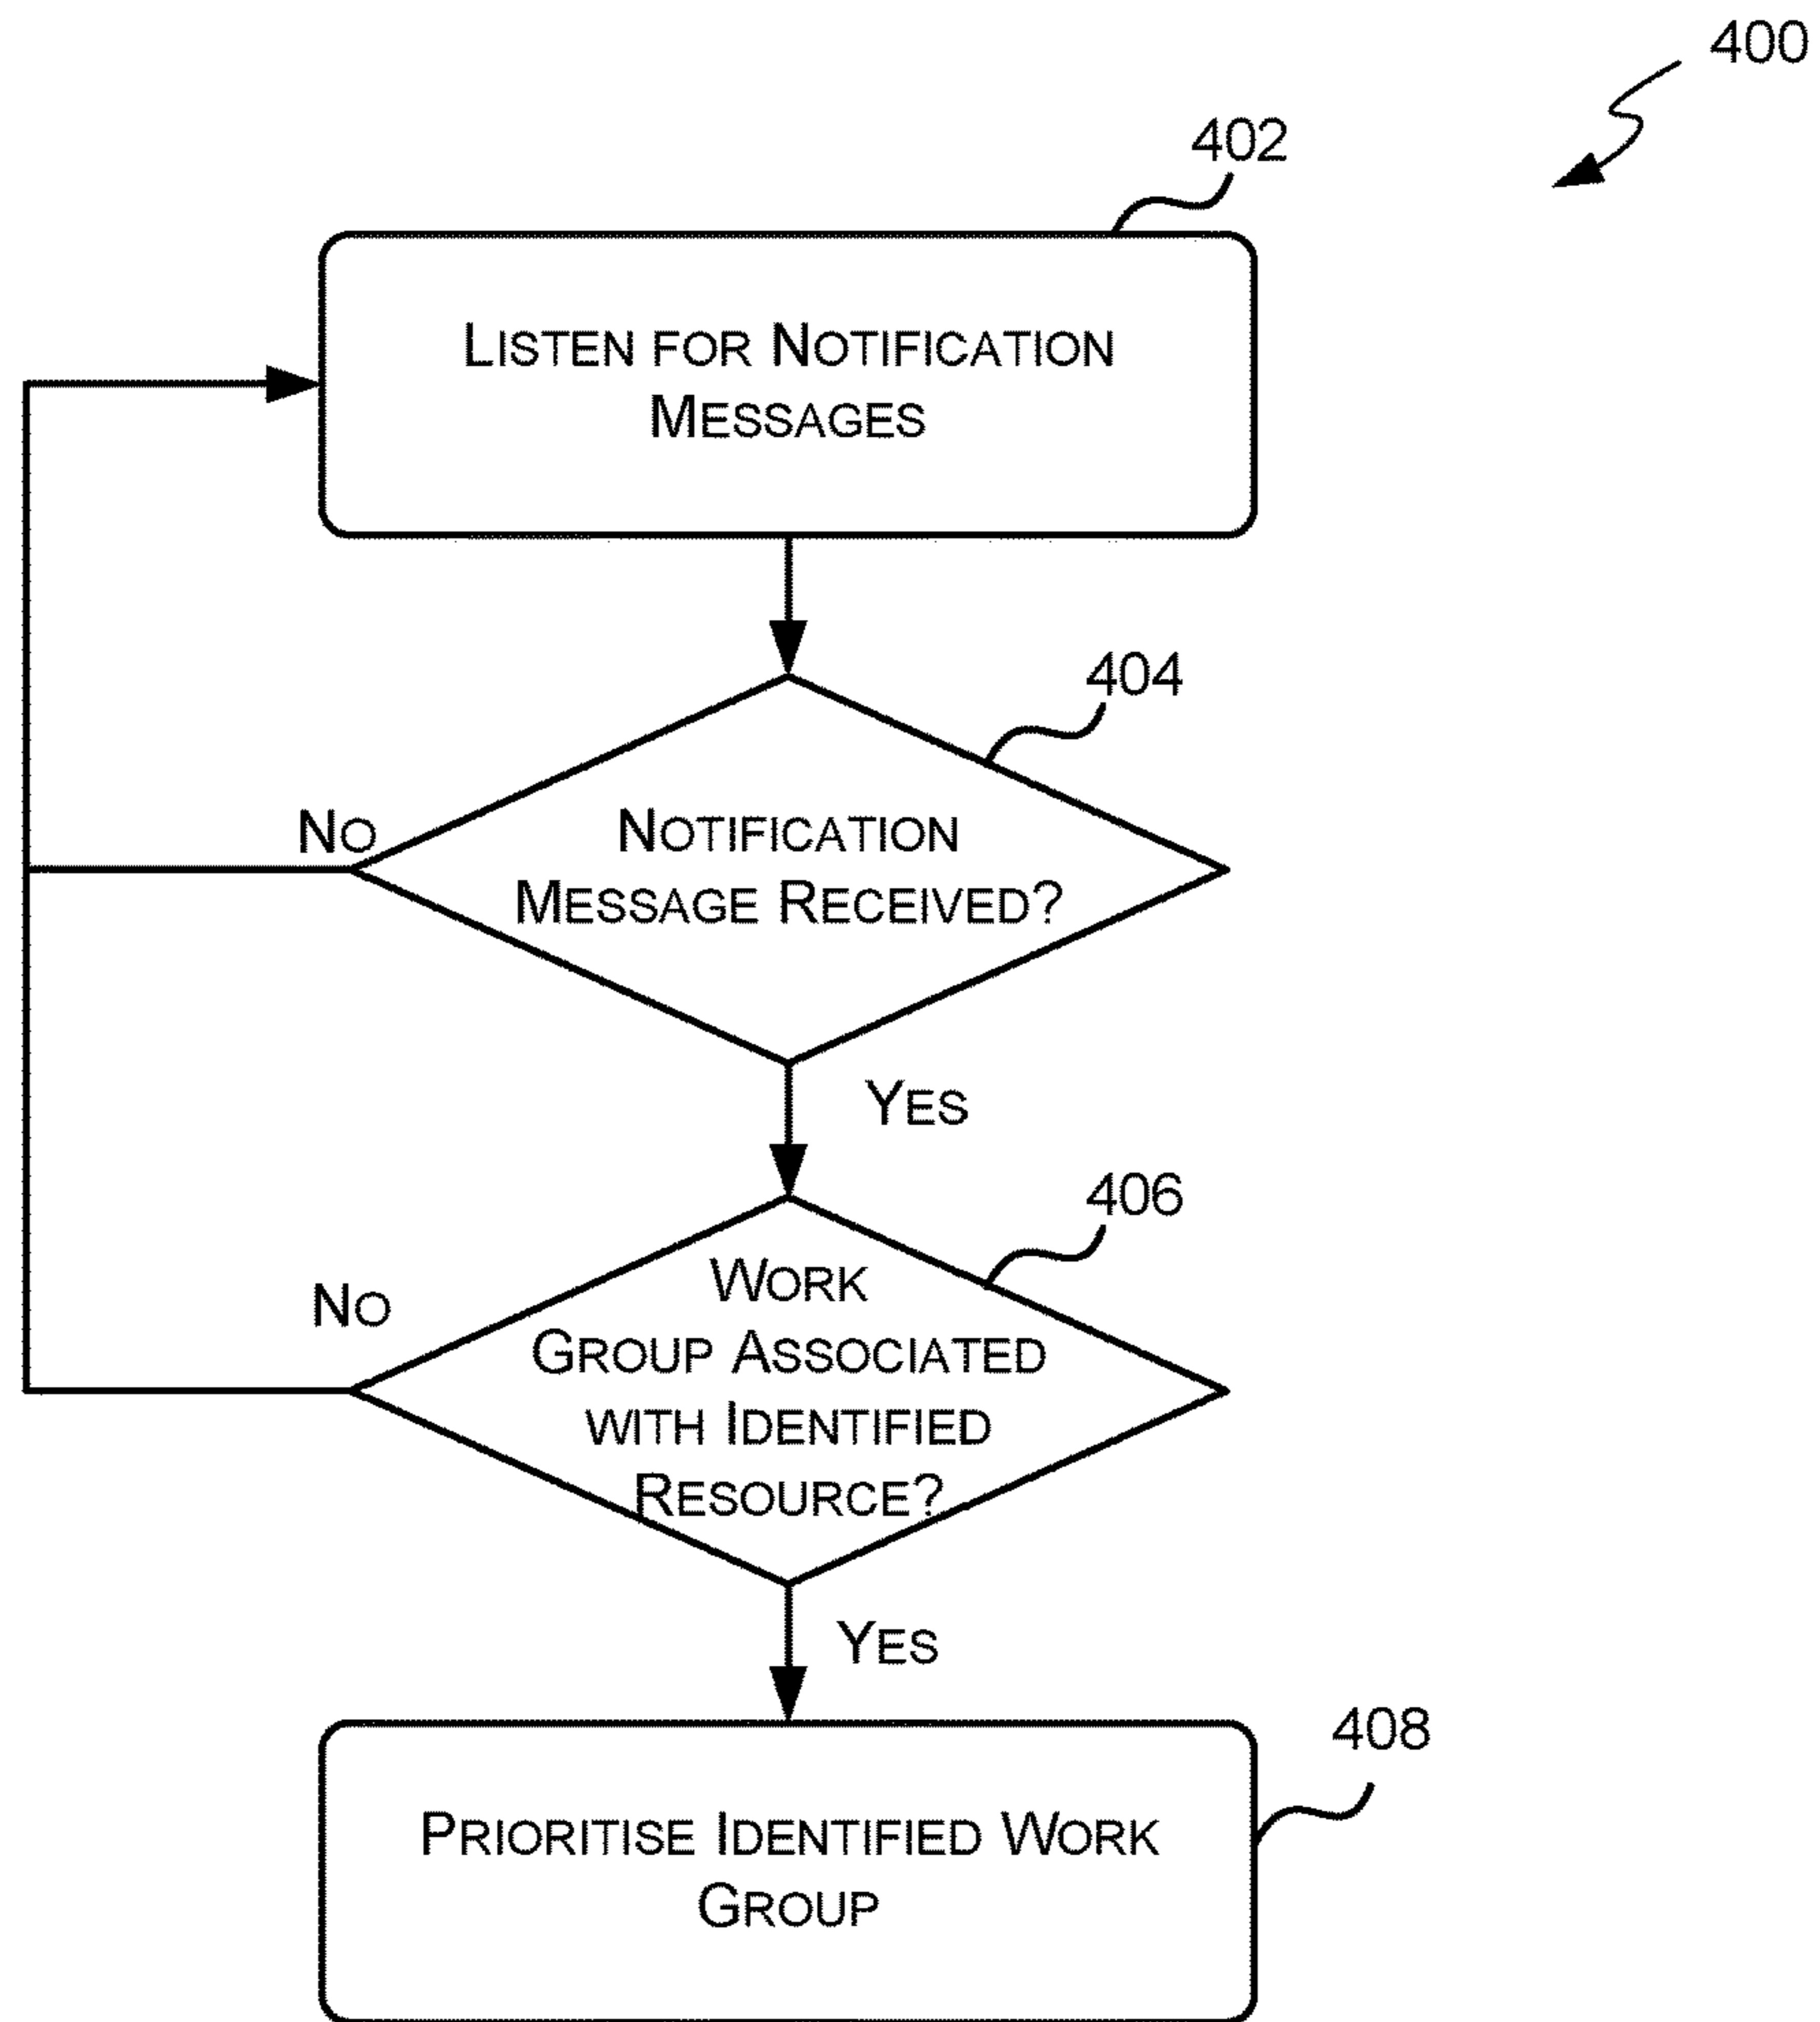 400
402
LISTEN FOR NOTIFICATION
MESSAGES
404
NO
NOTIFICATION
MESSAGE RECEIVED?
YES
406
NO
WORK
GROUP ASSOCIATED
WITH IDENTIFIED
RESOURCE?
YES
408
PRIORITISE IDENTIFIED WORK
GROUP